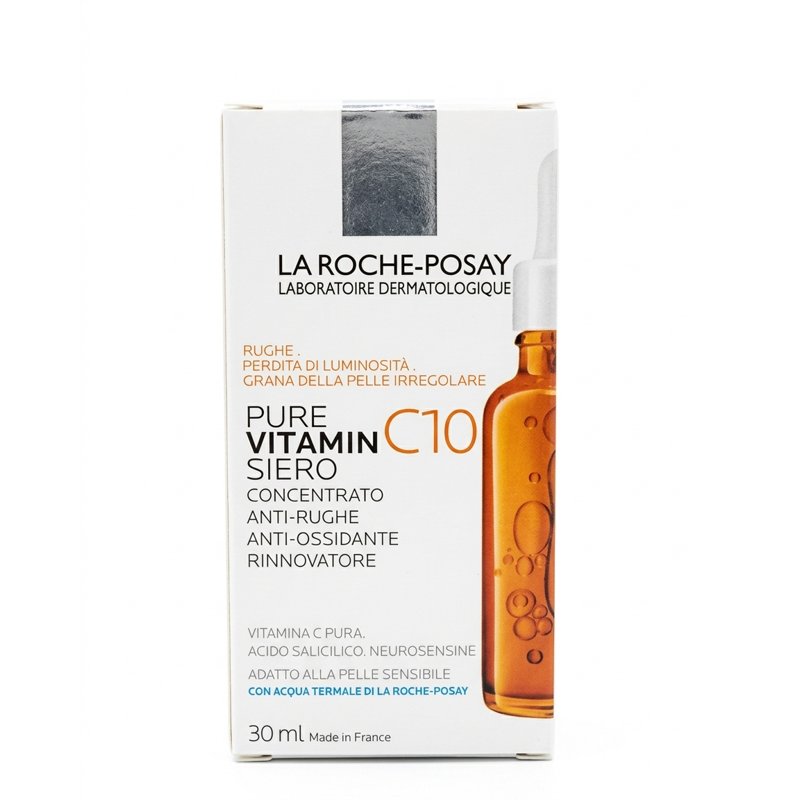 LA ROCHE-POSAY
LABORATOIRE DERMATOLOGIQUE
RUGHE .
PERDITA DI LUMINOSITÀ .
GRANA DELLA PELLE IRREGOLARE
PURE
VITAMIN C10
SIERO
CONCENTRATO
ANTI-RUGHE
ANTI-OSSIDANTE
RINNOVATORE
VITAMINA C PURA.
ACIDO SALICILICO. NEUROSENSINE
ADATTO ALLA PELLE SENSIBILE
CON ACQUA TERMALE DI LA ROCHE-POSAY
30 ml Made in France